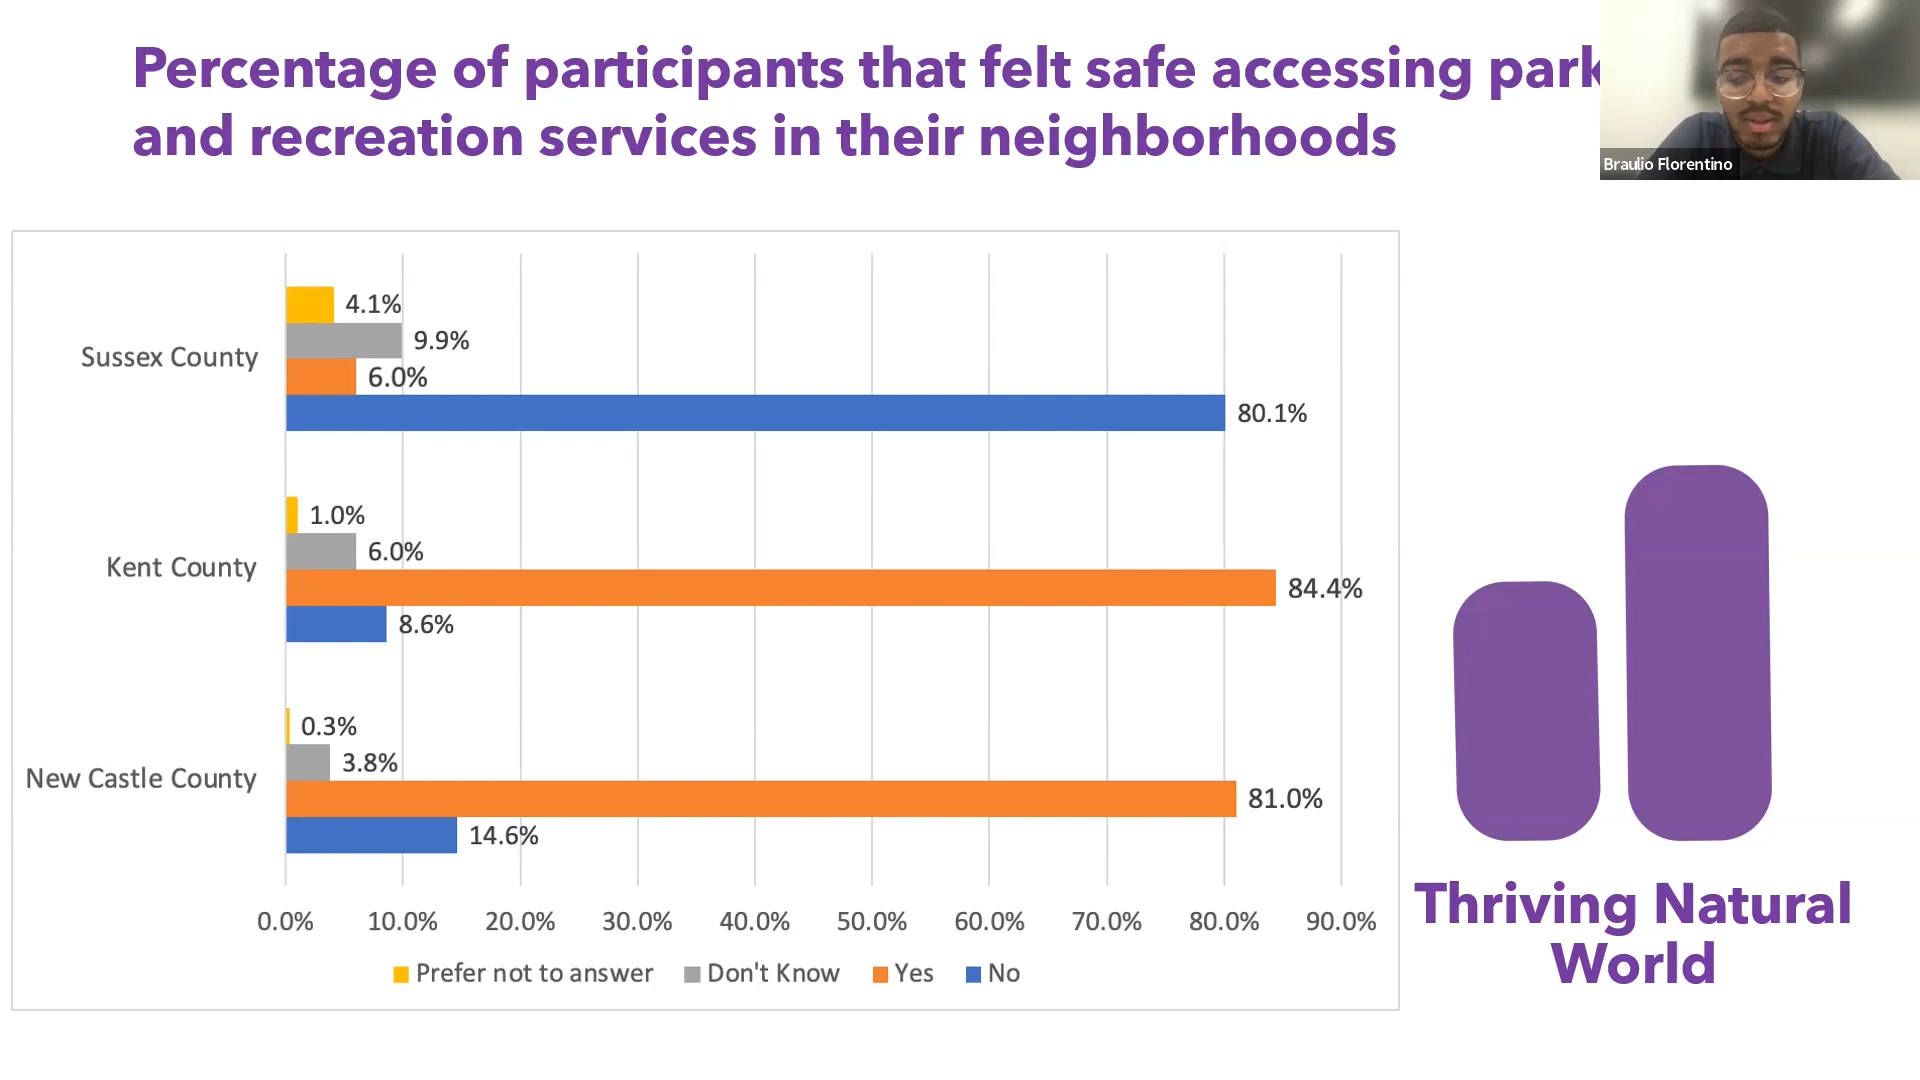 Percentage of participants that felt safe accessing park
and recreation services in their neighborhoods
Braulio Florentino
4.1%
9.9%
Sussex County
6.0%
80.1%
1.0%
6.0%
Kent County
84.4%
8.6%
0.3%
3.8%
New Castle County
81.0%
14.6%
0.0% 10.0% 20.0% 30.0% 40.0% 50.0% 60.0% 70.0% 80.0% 90.0%
Prefer not to answer Don't Know Yes No
Thriving Natural
World